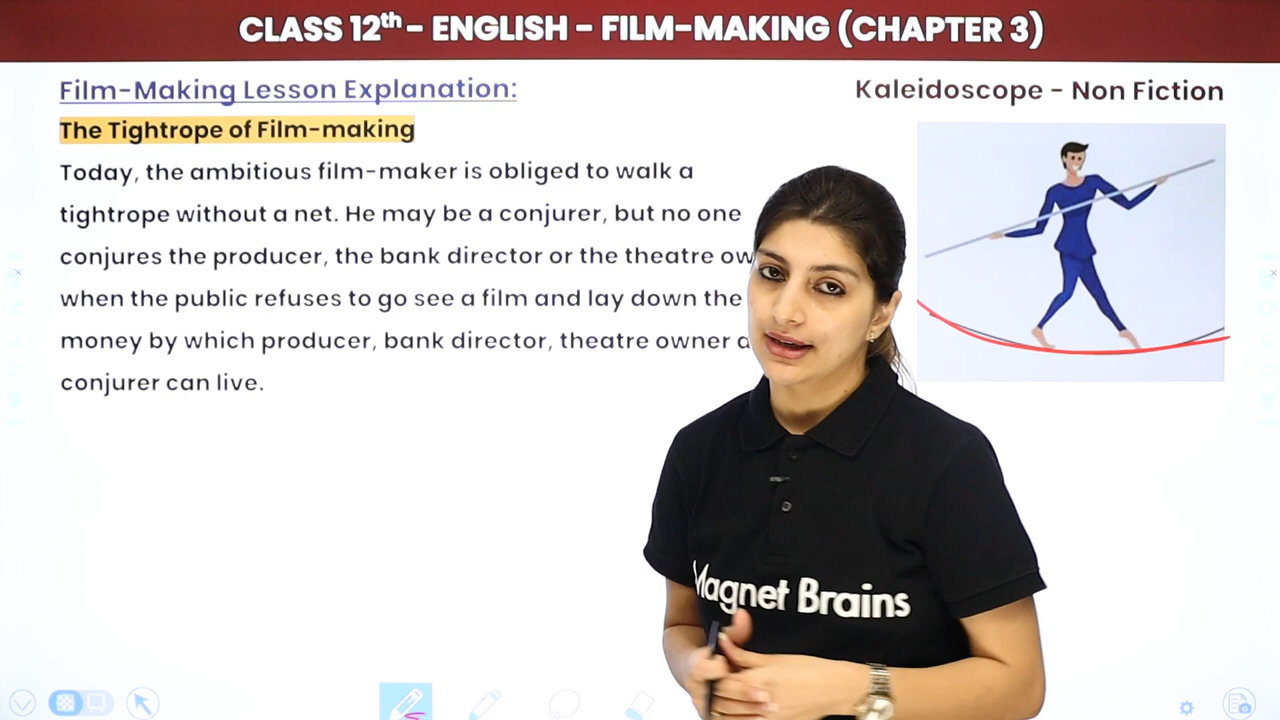 CLASS 12th - ENGLISH - FILM-MAKING (CHAPTER 3)
Film-Making Lesson Explanation:
Kaleidoscope - Non Fiction
The Tightrope of Film-making
Today, the ambitious film-maker is obliged to walk a
tightrope without a net. He may be a conjurer, but no one
conjures the producer, the bank director or the theatre
when the public refuses to go see a film and lay down the
money by which producer, bank director, theatre owner
conjurer can live.
Magnet Brains